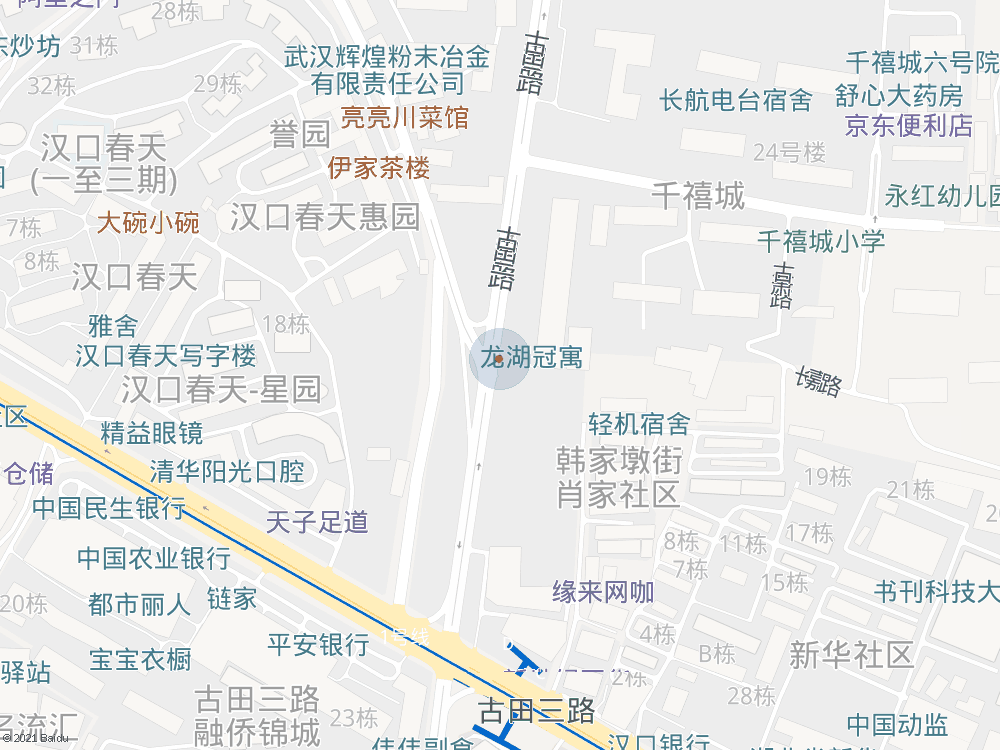 28栋
31栋
32栋
29栋
武汉辉煌粉末冶金
有限责任公司
亮亮川菜馆
古田二路
千禧城六号院
长航电台宿舍
舒心大药房
京东便利店
誉园
汉口春天
(一至二期)
伊家茶楼
24号楼
千禧城
永红幼儿园
大碗小碗
汉口春天惠园
7栋
8栋
千禧城小学
汉口春天
古田二路
雅舍
18栋
汉口春天写字楼
龙湖冠寓
汉口春天-星园
长嘉路
精益眼镜
轻机宿舍
仓储
清华阳光口腔
韩家墩街
肖家社区
19栋
21栋
中国民生银行
天子足道
8栋
11栋
17栋
中国农业银行
7栋
15栋
20栋
都市丽人
链家
缘来网咖
书刊科技大
平安银行
1号线
4栋
B栋
新华社区
宝宝衣橱
驿站
2栋
古田三路
融侨锦城
23栋
古田三路
28栋
中国动监
名流汇
佳佳副食
汉口银行
© 2021 Baidu